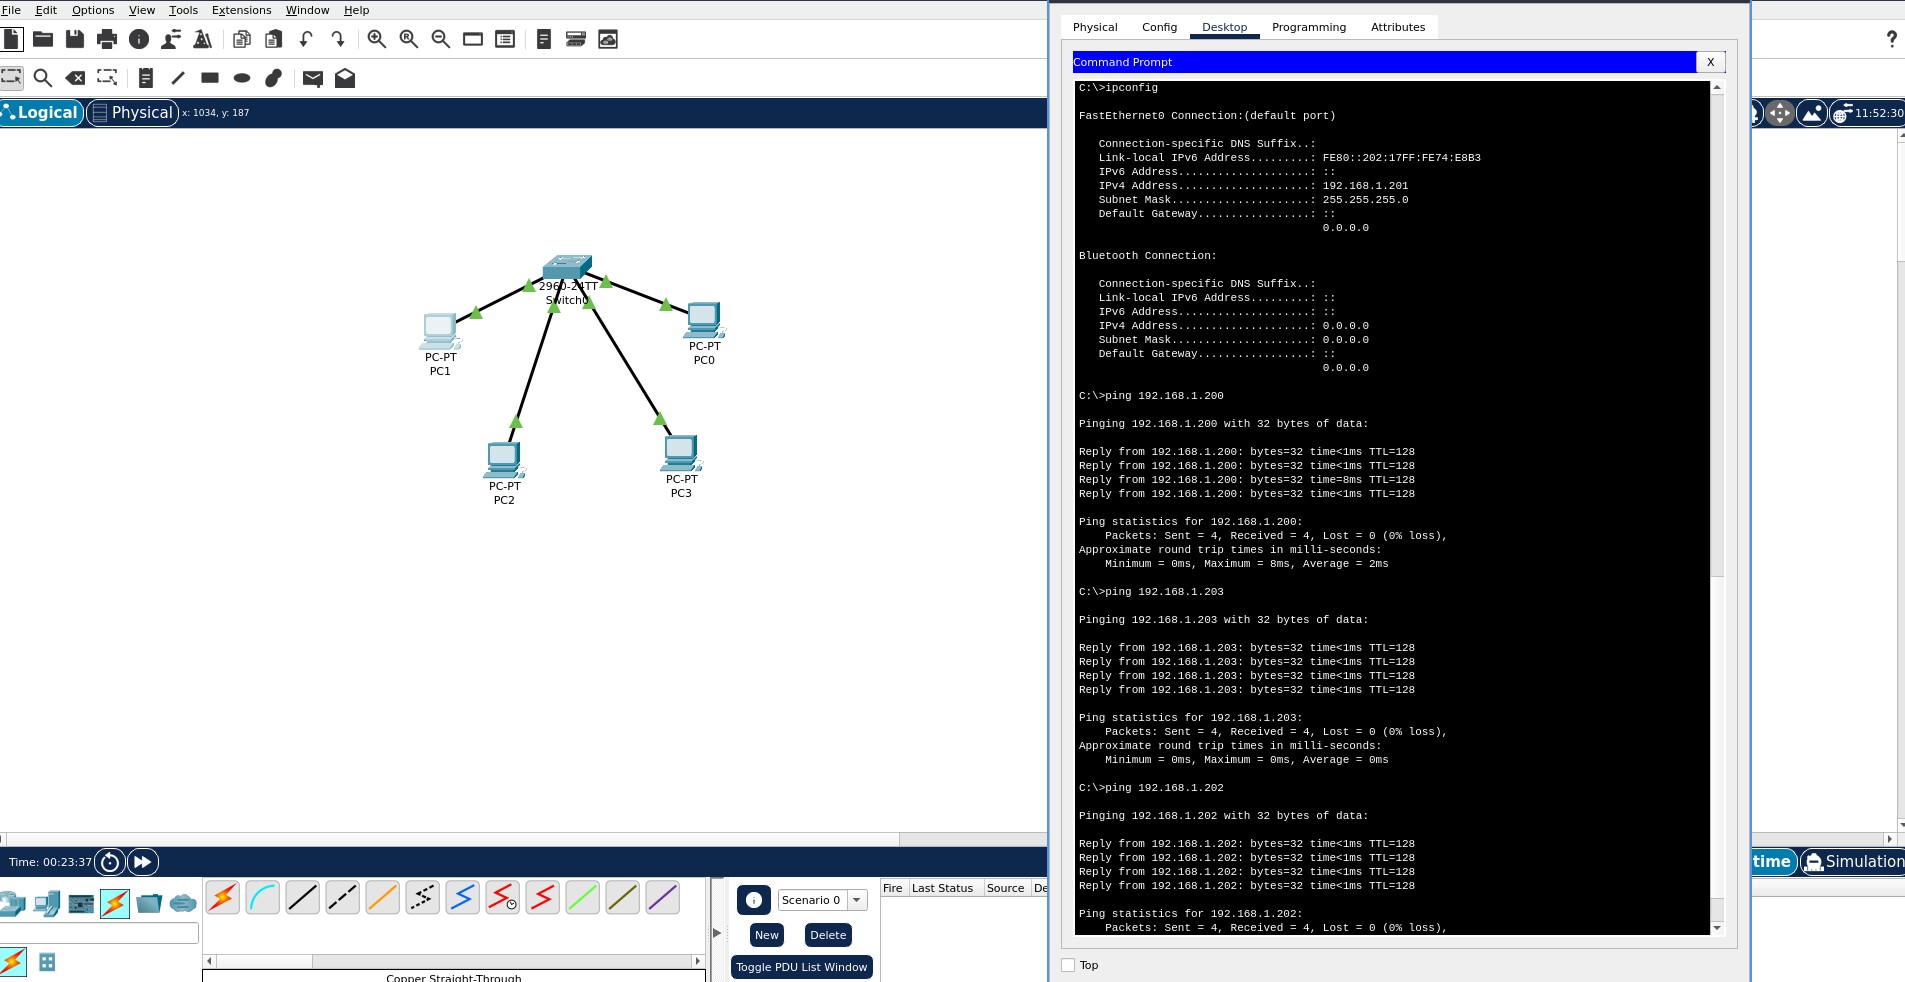 File Edit Options View Tools Extensions Window Help
?
Logical Physical x: 1034, y: 187
11:52:30
2960-24TT
Switch0
PC-PT
PC1
PC-PT
PC0
PC-PT
PC2
PC-PT
PC3
Time: 00:23:37
time Simulation
Scenario 0
New Delete
Toggle PDU List Window
Fire Last Status Source De
Copper Straight-Through
Physical Config Desktop Programming Attributes
Command Prompt X
C:\>ipconfig
FastEthernet0 Connection:(default port)
Connection-specific DNS Suffix..:
Link-local IPv6 Address.........: FE80::202:17FF:FE74:E8B3
IPv6 Address....................: ::
IPv4 Address....................: 192.168.1.201
Subnet Mask.....................: 255.255.255.0
Default Gateway.................: ::
0.0.0.0
Bluetooth Connection:
Connection-specific DNS Suffix..:
Link-local IPv6 Address.........: ::
IPv6 Address....................: ::
IPv4 Address....................: 0.0.0.0
Subnet Mask.....................: 0.0.0.0
Default Gateway.................: ::
0.0.0.0
C:\>ping 192.168.1.200
Pinging 192.168.1.200 with 32 bytes of data:
Reply from 192.168.1.200: bytes=32 time<1ms TTL=128
Reply from 192.168.1.200: bytes=32 time<1ms TTL=128
Reply from 192.168.1.200: bytes=32 time=8ms TTL=128
Reply from 192.168.1.200: bytes=32 time<1ms TTL=128
Ping statistics for 192.168.1.200:
Packets: Sent = 4, Received = 4, Lost = 0 (0% loss),
Approximate round trip times in milli-seconds:
Minimum = 0ms, Maximum = 8ms, Average = 2ms
C:\>ping 192.168.1.203
Pinging 192.168.1.203 with 32 bytes of data:
Reply from 192.168.1.203: bytes=32 time<1ms TTL=128
Reply from 192.168.1.203: bytes=32 time<1ms TTL=128
Reply from 192.168.1.203: bytes=32 time<1ms TTL=128
Reply from 192.168.1.203: bytes=32 time<1ms TTL=128
Ping statistics for 192.168.1.203:
Packets: Sent = 4, Received = 4, Lost = 0 (0% loss),
Approximate round trip times in milli-seconds:
Minimum = 0ms, Maximum = 0ms, Average = 0ms
C:\>ping 192.168.1.202
Pinging 192.168.1.202 with 32 bytes of data:
Reply from 192.168.1.202: bytes=32 time<1ms TTL=128
Reply from 192.168.1.202: bytes=32 time<1ms TTL=128
Reply from 192.168.1.202: bytes=32 time<1ms TTL=128
Reply from 192.168.1.202: bytes=32 time<1ms TTL=128
Ping statistics for 192.168.1.202:
Packets: Sent = 4, Received = 4, Lost = 0 (0% loss),
Top